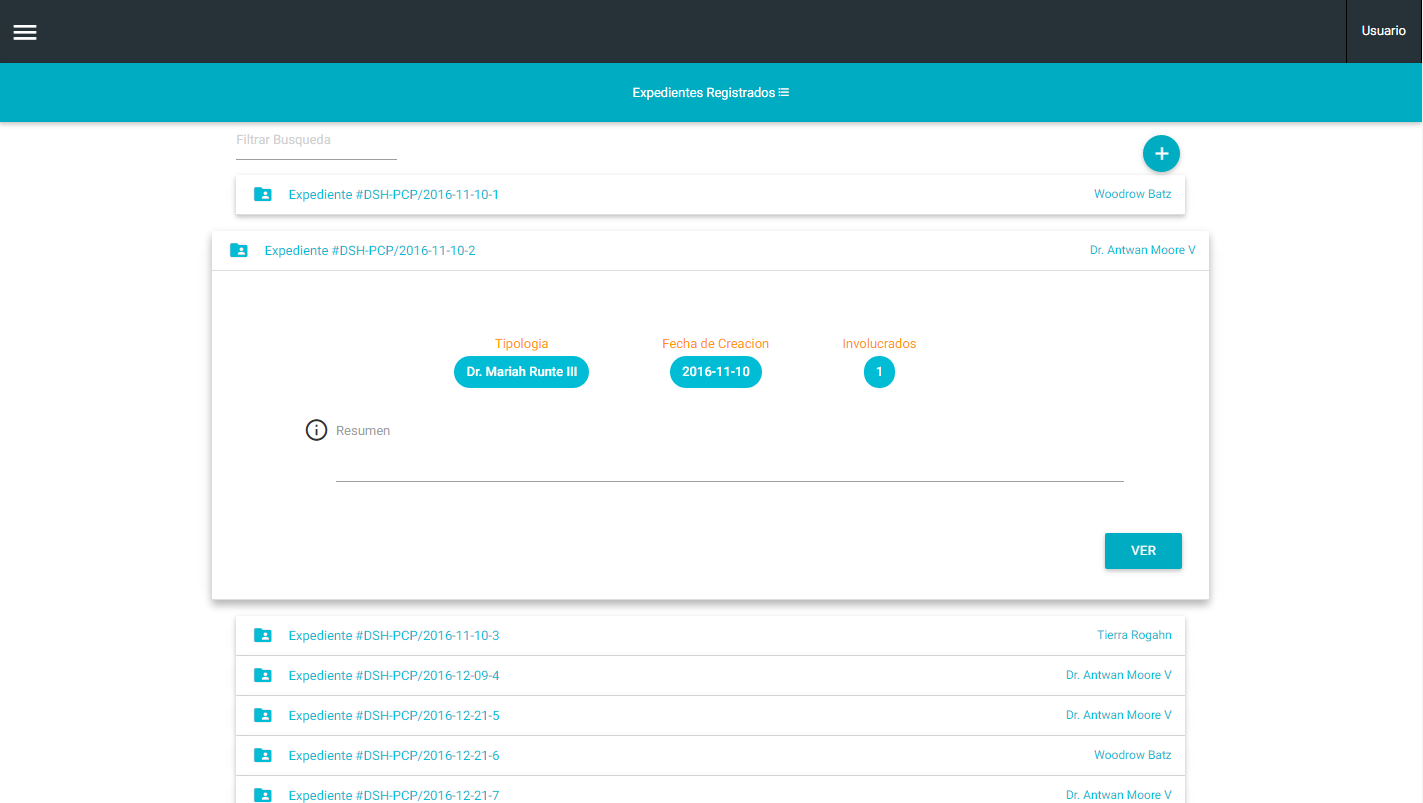 Usuario
Expedientes Registrados
Filtrar Busqueda
Expediente #DSH-PCP/2016-11-10-1 Woodrow Batz
Expediente #DSH-PCP/2016-11-10-2 Dr. Antwan Moore V
Tipologia Fecha de Creacion Involucrados
Dr. Mariah Runte III 2016-11-10 1
Resumen
VER
Expediente #DSH-PCP/2016-11-10-3 Tierra Rogahn
Expediente #DSH-PCP/2016-12-09-4 Dr. Antwan Moore V
Expediente #DSH-PCP/2016-12-21-5 Dr. Antwan Moore V
Expediente #DSH-PCP/2016-12-21-6 Woodrow Batz
Expediente #DSH-PCP/2016-12-21-7 Dr. Antwan Moore V